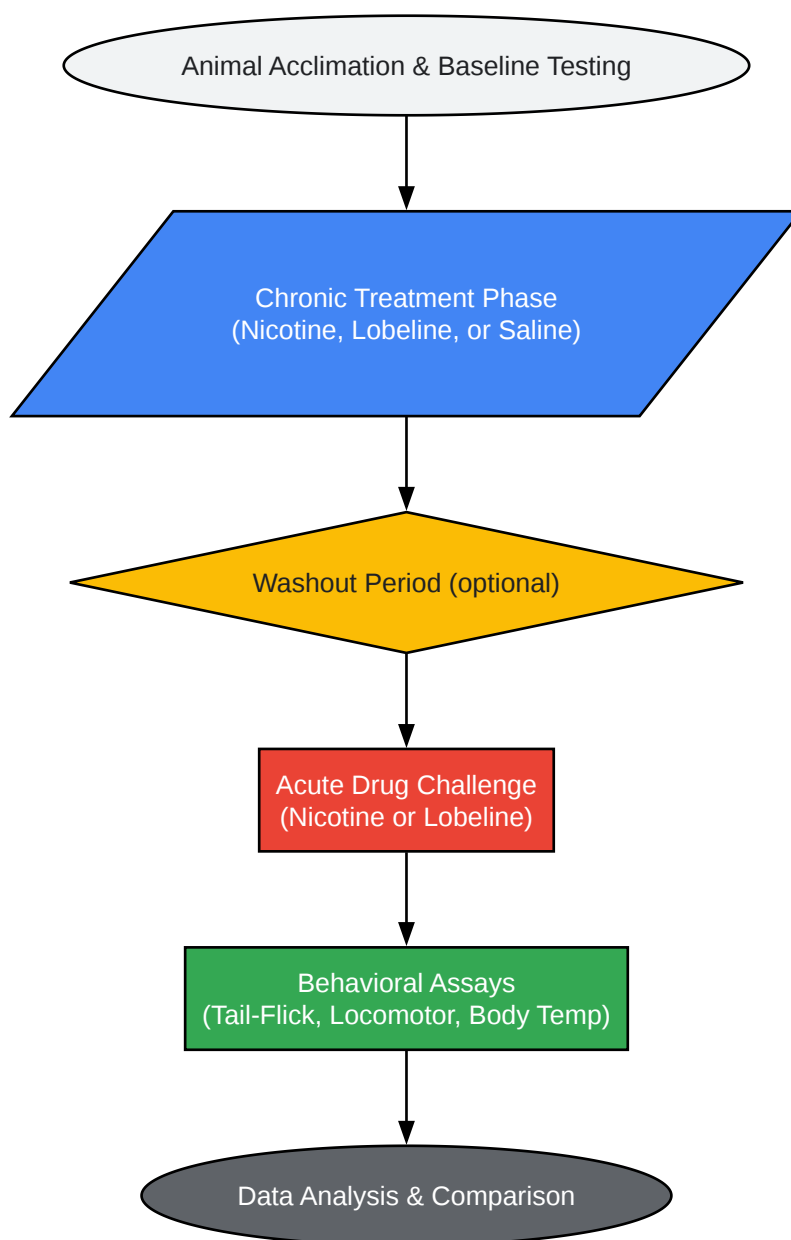 Animal Acclimation & Baseline Testing
Chronic Treatment Phase
(Nicotine, Lobeline, or Saline)
Washout Period (optional)
Acute Drug Challenge
(Nicotine or Lobeline)
Behavioral Assays
(Tail-Flick, Locomotor, Body Temp)
Data Analysis & Comparison